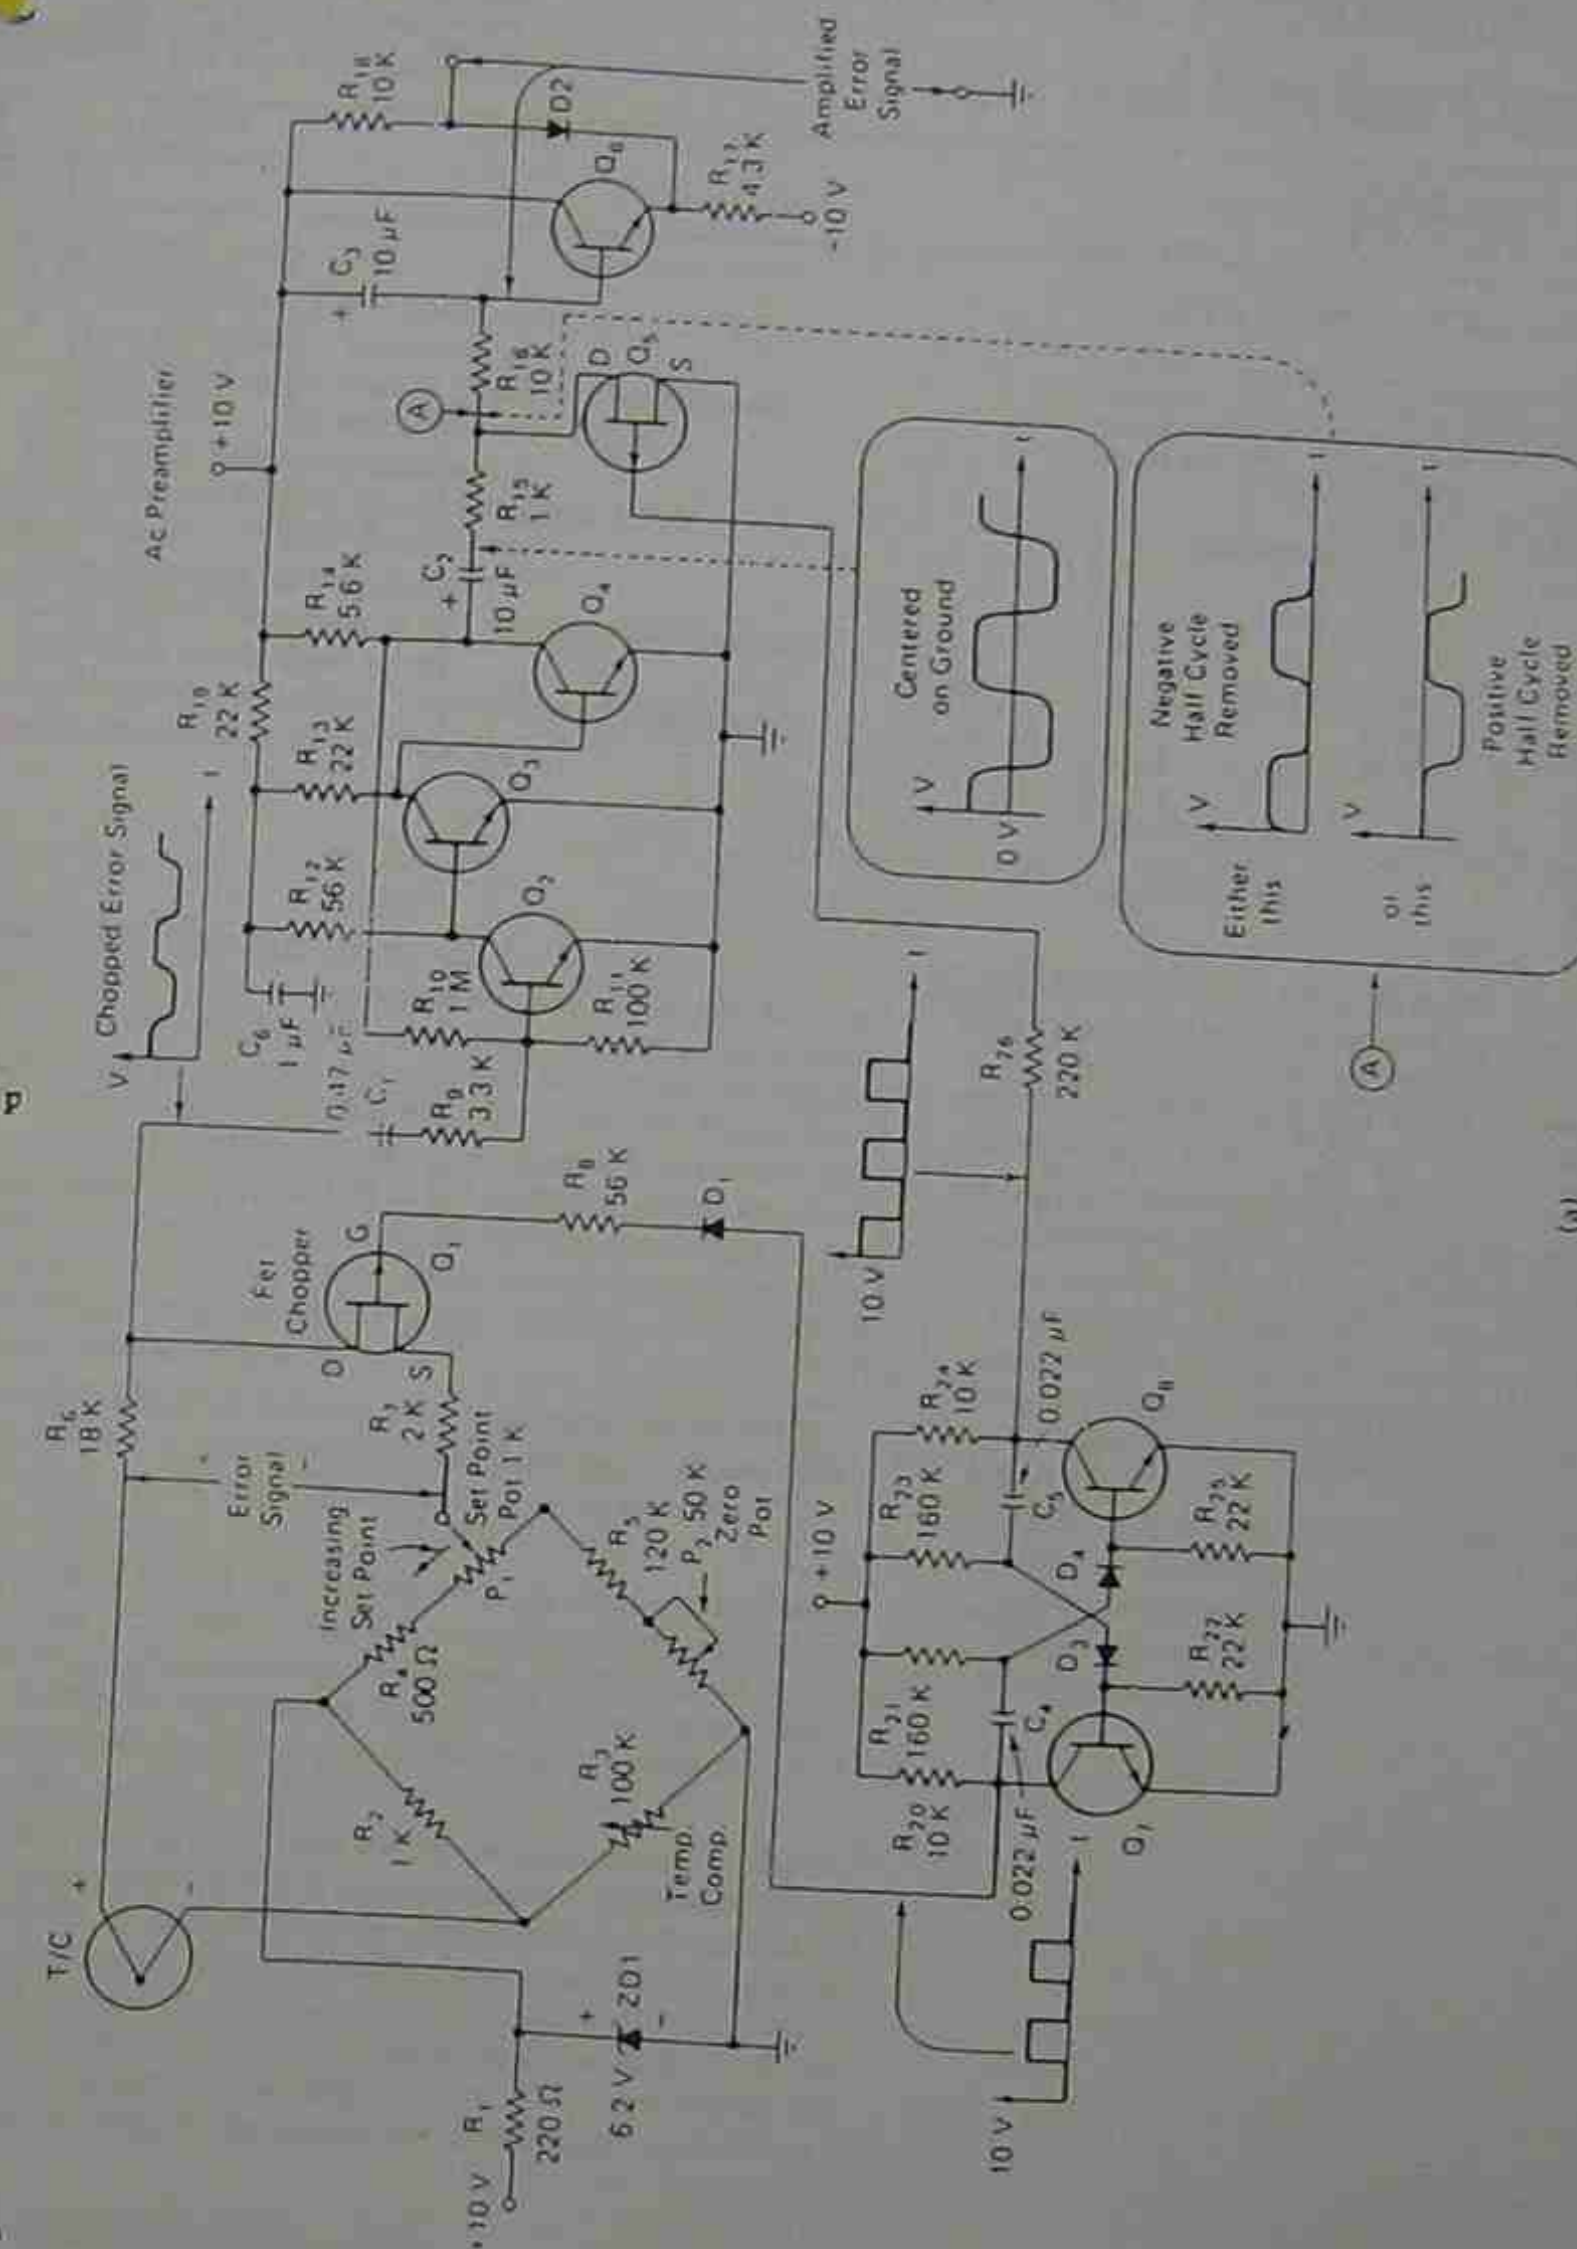 T/C
+
−
R6
18 K
Error
Signal
+
−
Increasing
Set Point
R7
2 K
Set Point
Pot 1 K
P1
R4
500 Ω
R2
1 K
R3
100 K
Temp.
Comp.
R5
120 K
P2 50 K
Zero
Pot
+10 V
R1
220 Ω
6.2 V
ZD1
+
−
Fet
Chopper
D
G
S
Q1
R8
56 K
D1
Chopped Error Signal
V
t
C6
1 µF
0.47 µF
C1
R9
3.3 K
R10
1 M
R11
100 K
R12
56 K
R13
22 K
R19
22 K
R14
5.6 K
Q2
Q3
Q4
Ac Preamplifier
+10 V
+
C2
10 µF
R15
1 K
A
R16
10 K
D
Q5
S
+
C3
10 µF
Q6
R18
10 K
D2
R17
4.3 K
-10 V
Amplified
Error
Signal
+10 V
R20
10 K
R21
160 K
R23
160 K
R24
10 K
0.022 µF
C4
C5
0.022 µF
D3
D4
Q7
Q8
R22
22 K
R25
22 K
10 V
t
10 V
t
R26
220 K
Centered
on Ground
V
0 V
t
A
Either
this
V
t
Negative
Half Cycle
Removed
or
this
V
t
Positive
Half Cycle
Removed
(a)